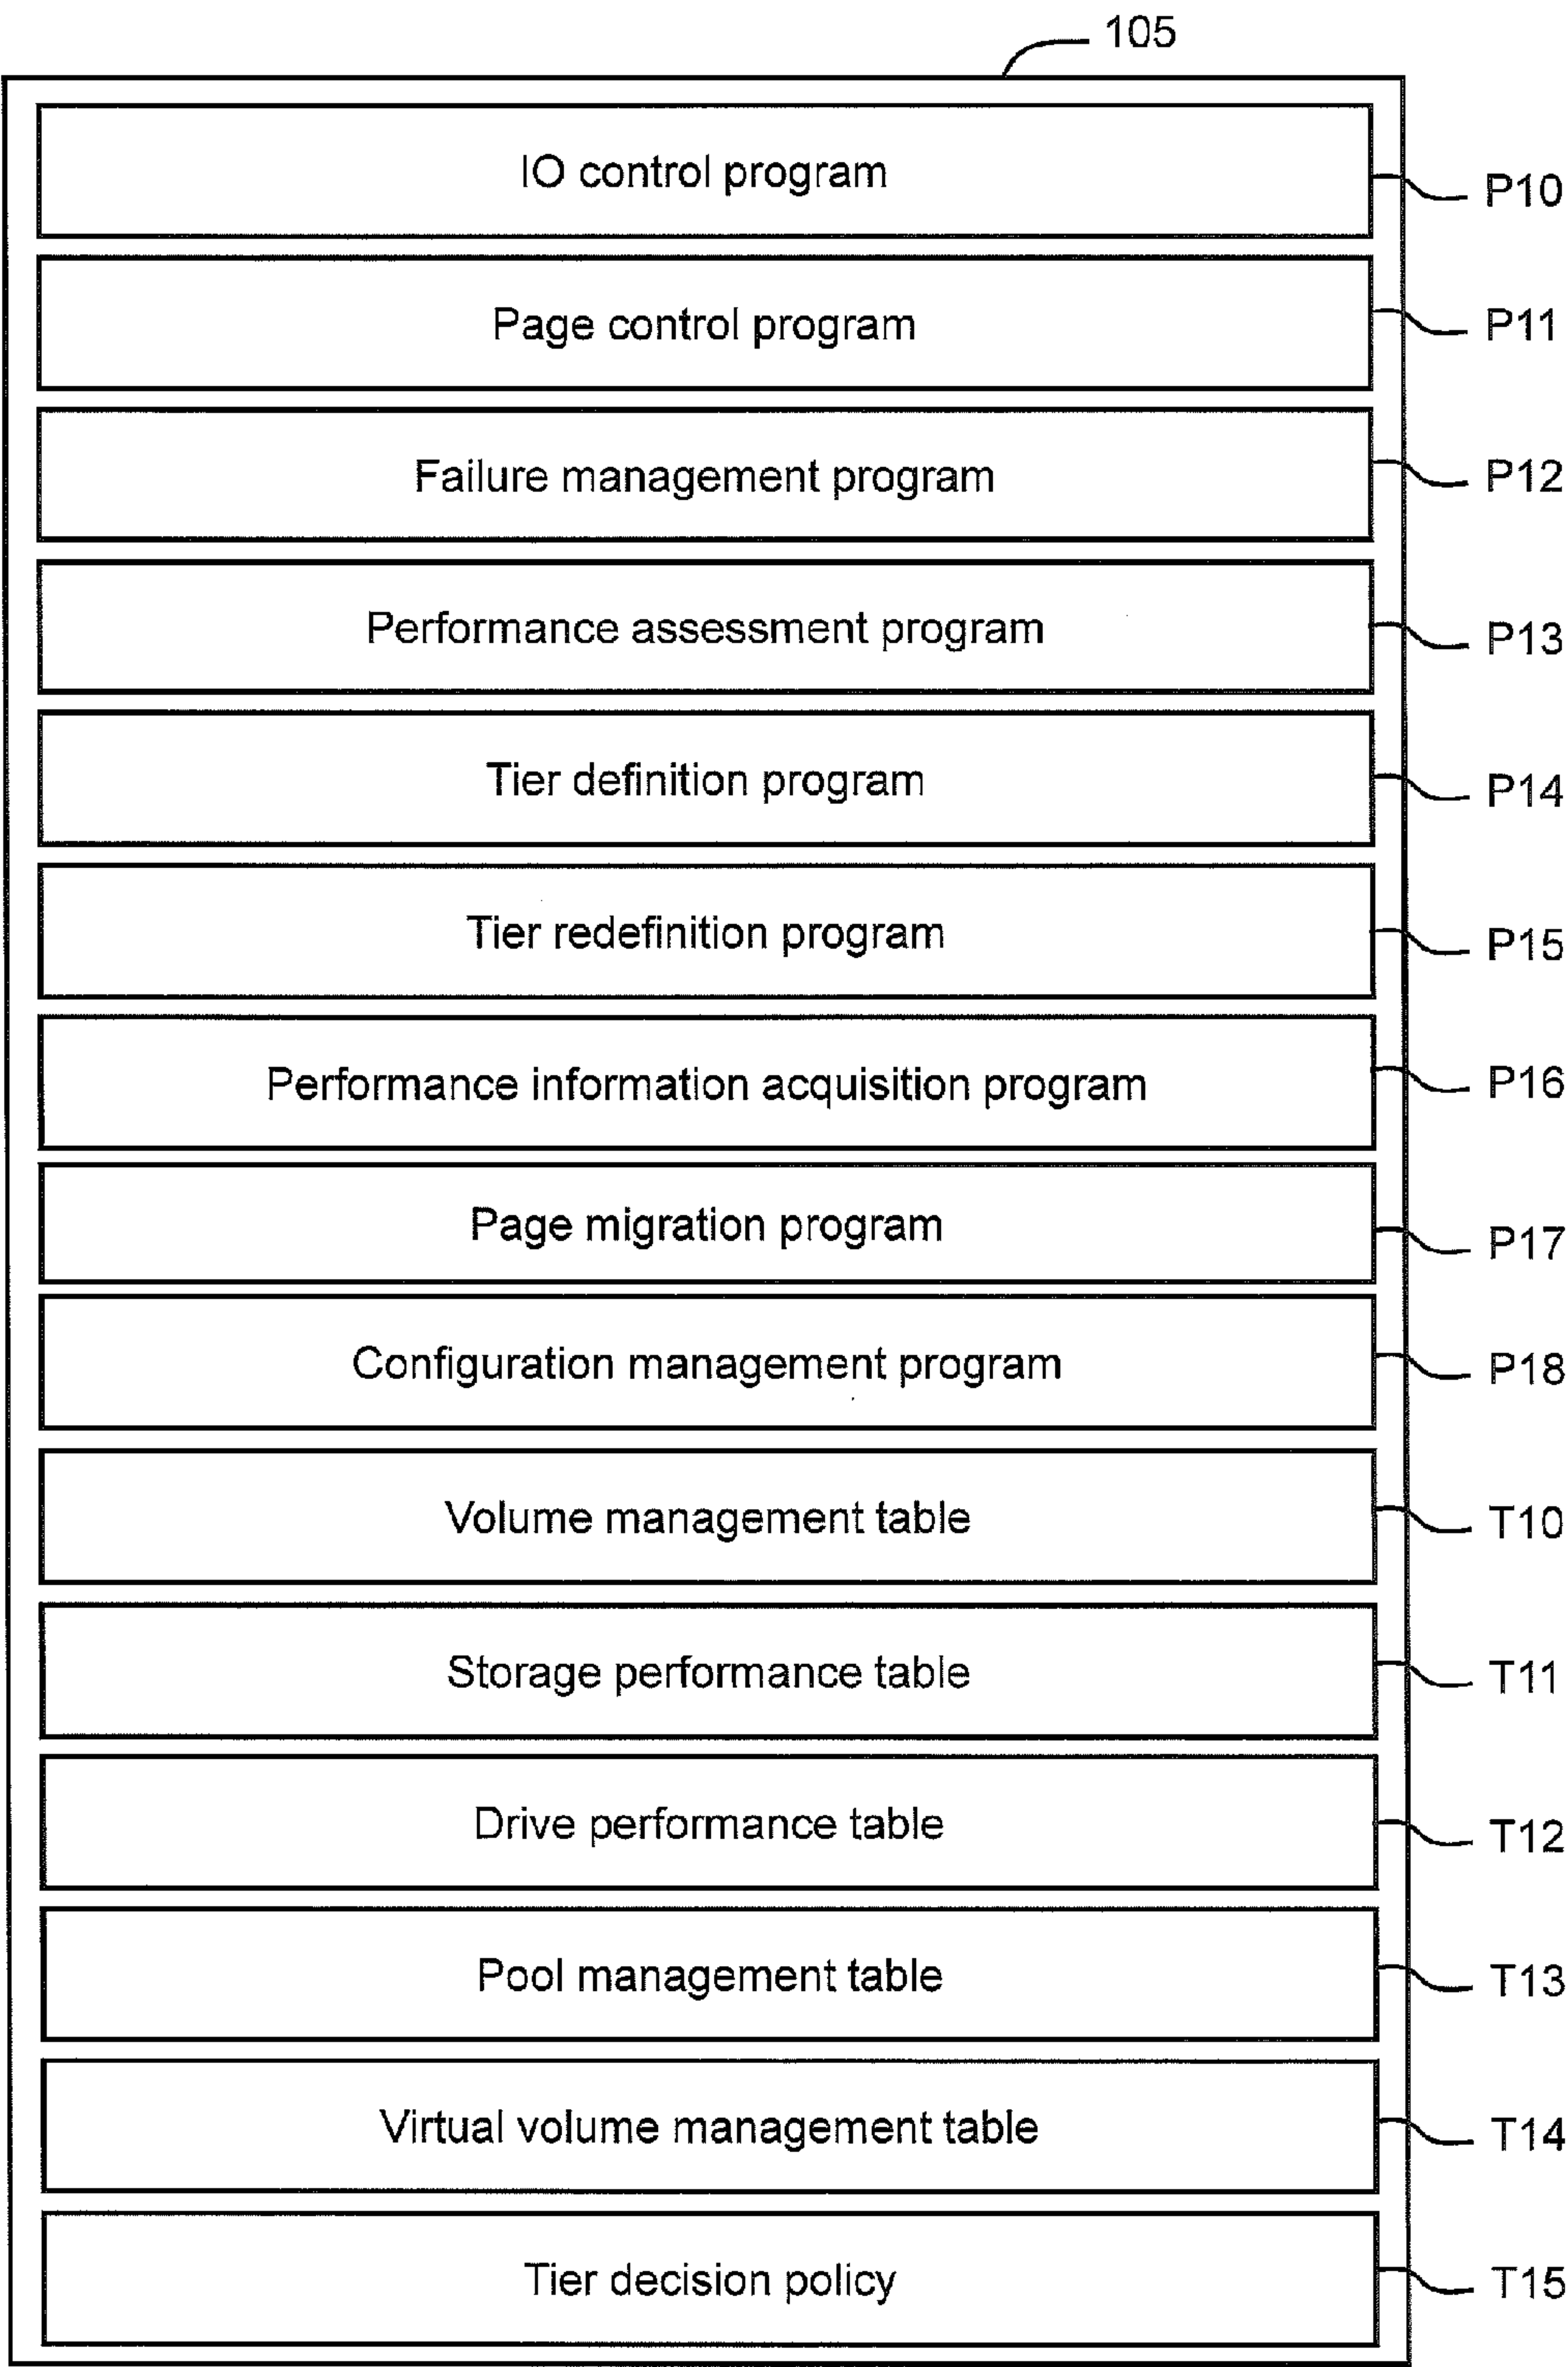 105
IO control program
P10
Page control program
P11
Failure management program
P12
Performance assessment program
P13
Tier definition program
P14
Tier redefinition program
P15
Performance information acquisition program
P16
Page migration program
P17
Configuration management program
P18
Volume management table
T10
Storage performance table
T11
Drive performance table
T12
Pool management table
T13
Virtual volume management table
T14
Tier decision policy
T15